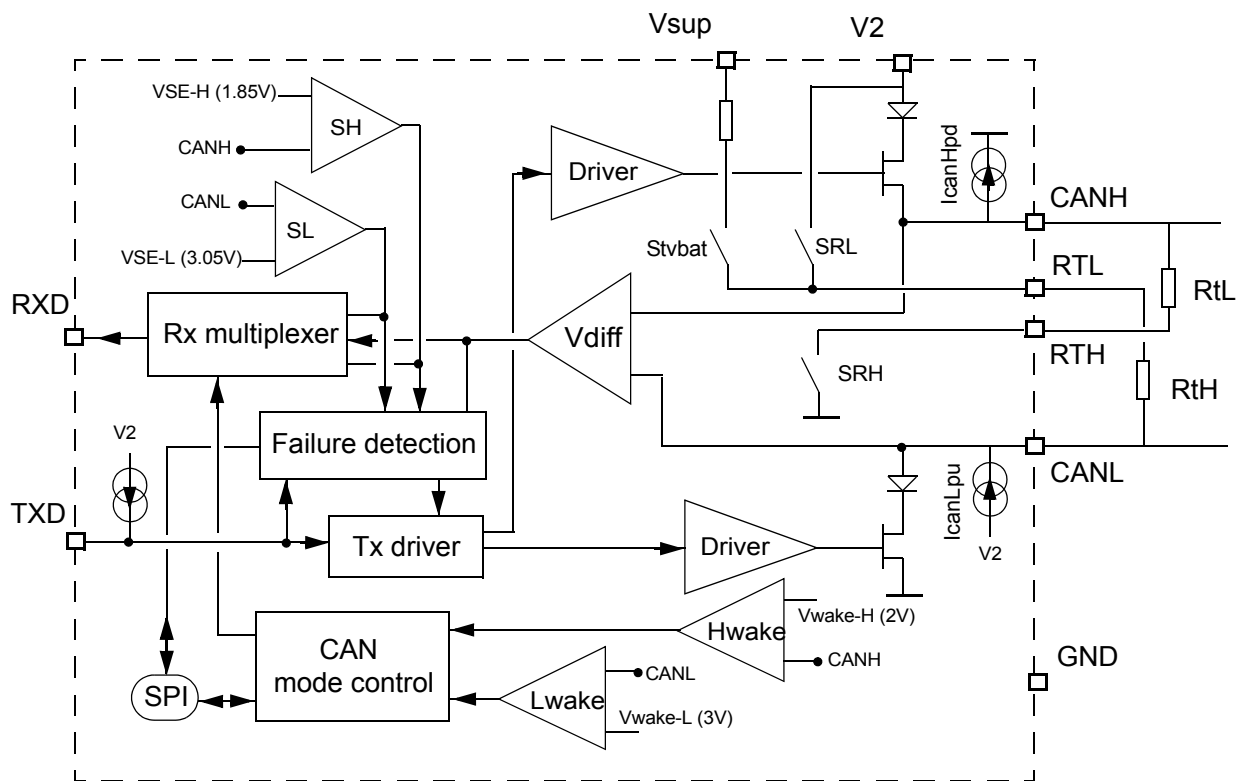 Vsup
V2
VSE-H (1.85V)
SH
CANH
CANL
SL
VSE-L (3.05V)
Driver
IcanHpd
CANH
Stvbat
SRL
RTL
RtL
RXD
Rx multiplexer
Vdiff
RTH
SRH
RtH
V2
Failure detection
CANL
IcanLpu
TXD
Tx driver
Driver
V2
Vwake-H (2V)
Hwake
CANH
CAN
mode control
CANL
Lwake
Vwake-L (3V)
SPI
GND